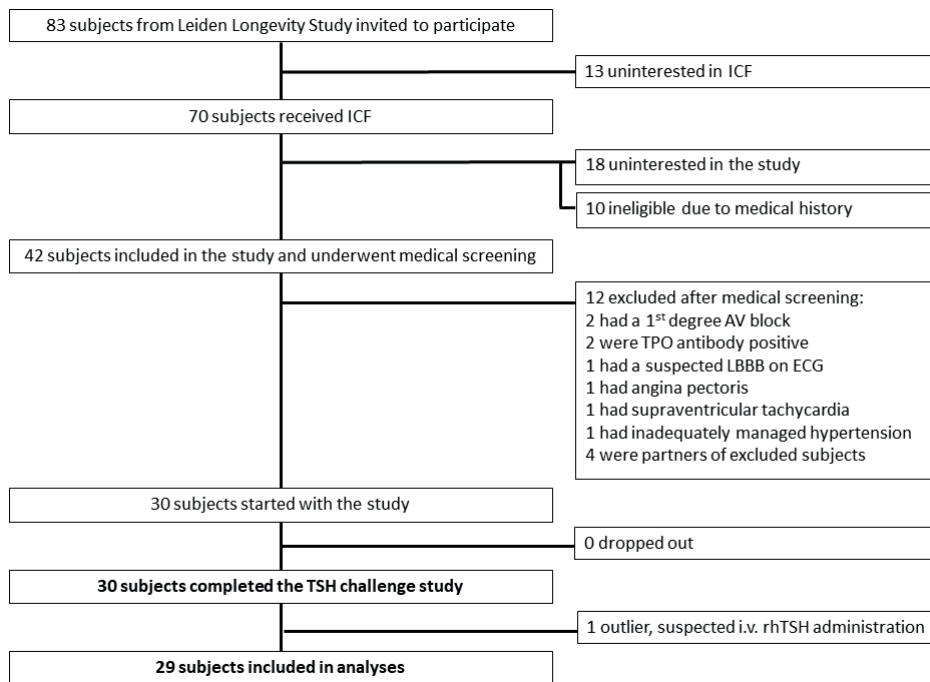 83 subjects from Leiden Longevity Study invited to participate
13 uninterested in ICF
70 subjects received ICF
18 uninterested in the study
10 ineligible due to medical history
42 subjects included in the study and underwent medical screening
12 excluded after medical screening:
2 had a 1st degree AV block
2 were TPO antibody positive
1 had a suspected LBBB on ECG
1 had angina pectoris
1 had supraventricular tachycardia
1 had inadequately managed hypertension
4 were partners of excluded subjects
30 subjects started with the study
0 dropped out
30 subjects completed the TSH challenge study
1 outlier, suspected i.v. rhTSH administration
29 subjects included in analyses